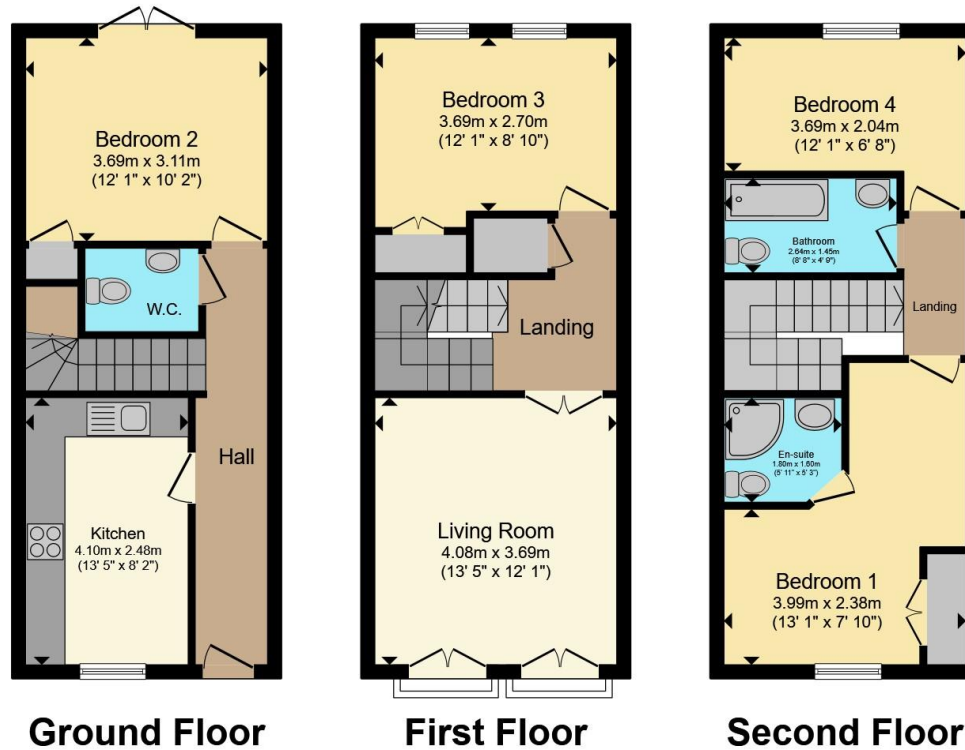 Bedroom 2
3.69m x 3.11m
(12' 1" x 10' 2")
W.C.
Hall
Kitchen
4.10m x 2.48m
(13' 5" x 8' 2")
Ground Floor
Bedroom 3
3.69m x 2.70m
(12' 1" x 8' 10")
Landing
Living Room
4.08m x 3.69m
(13' 5" x 12' 1")
First Floor
Bedroom 4
3.69m x 2.04m
(12' 1" x 6' 8")
Bathroom
2.64m x 1.45m
(8' 8" x 4' 9")
Landing
En-suite
1.80m x 1.60m
(5' 11" x 5' 3")
Bedroom 1
3.99m x 2.38m
(13' 1" x 7' 10")
Second Floor